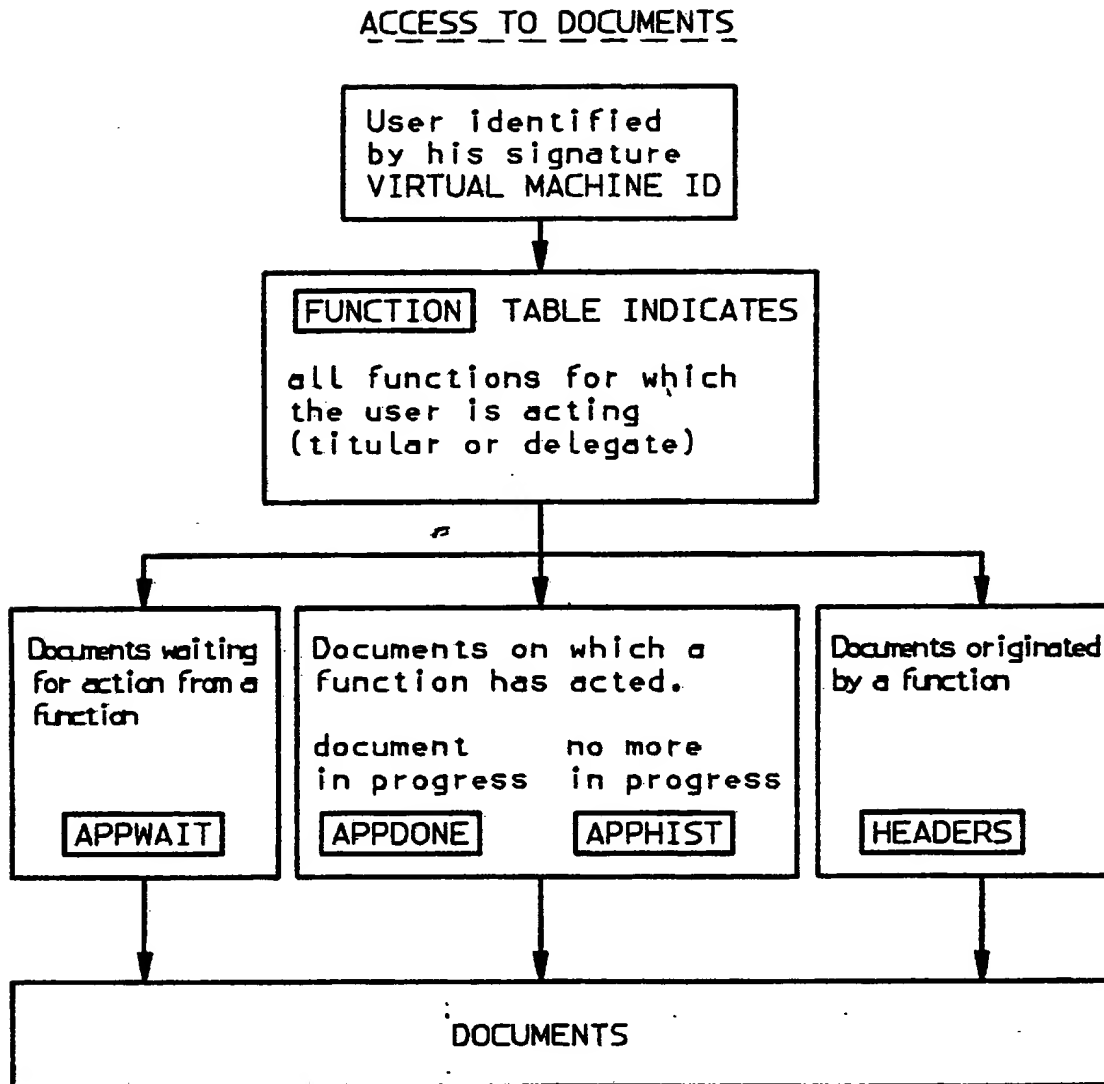 ACCESS TO DOCUMENTS
User identified
by his signature
VIRTUAL MACHINE ID
FUNCTION TABLE INDICATES
all functions for which
the user is acting
(titular or delegate)
Documents waiting
for action from a
function
APPWAIT
Documents on which a
function has acted.
document
in progress
APPDONE
no more
in progress
APPHIST
Documents originated
by a function
HEADERS
DOCUMENTS